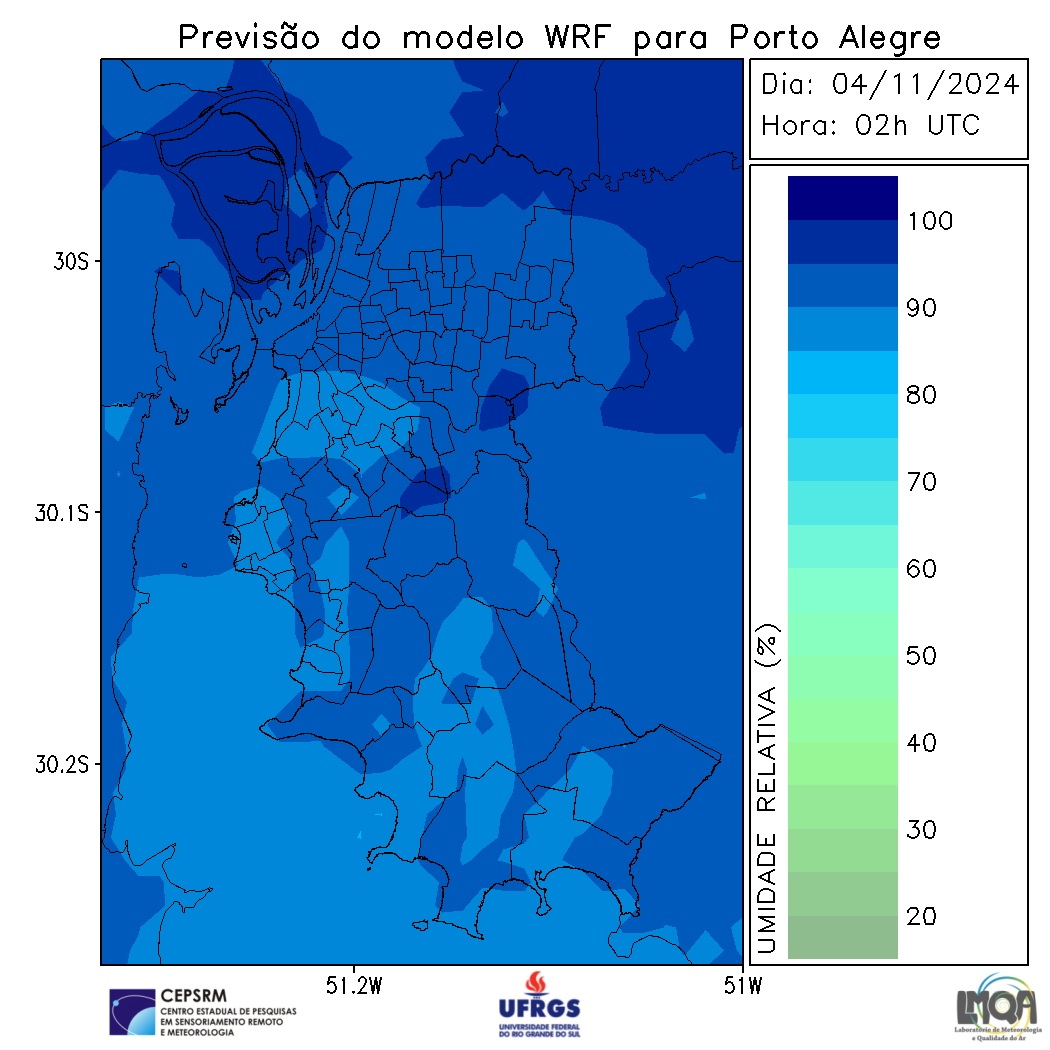 Previsão do modelo WRF para Porto Alegre
Dia: 04/11/2024
Hora: 02h UTC
30S
30.1S
30.2S
51.2W
51W
100
90
80
70
60
50
40
30
20
UMIDADE RELATIVA (%)
CEPSRM
CENTRO ESTADUAL DE PESQUISAS
EM SENSORIAMENTO REMOTO
E METEOROLOGIA
UFRGS
UNIVERSIDADE FEDERAL
DO RIO GRANDE DO SUL
LMQA
Laboratório de Meteorologia
e Qualidade do Ar